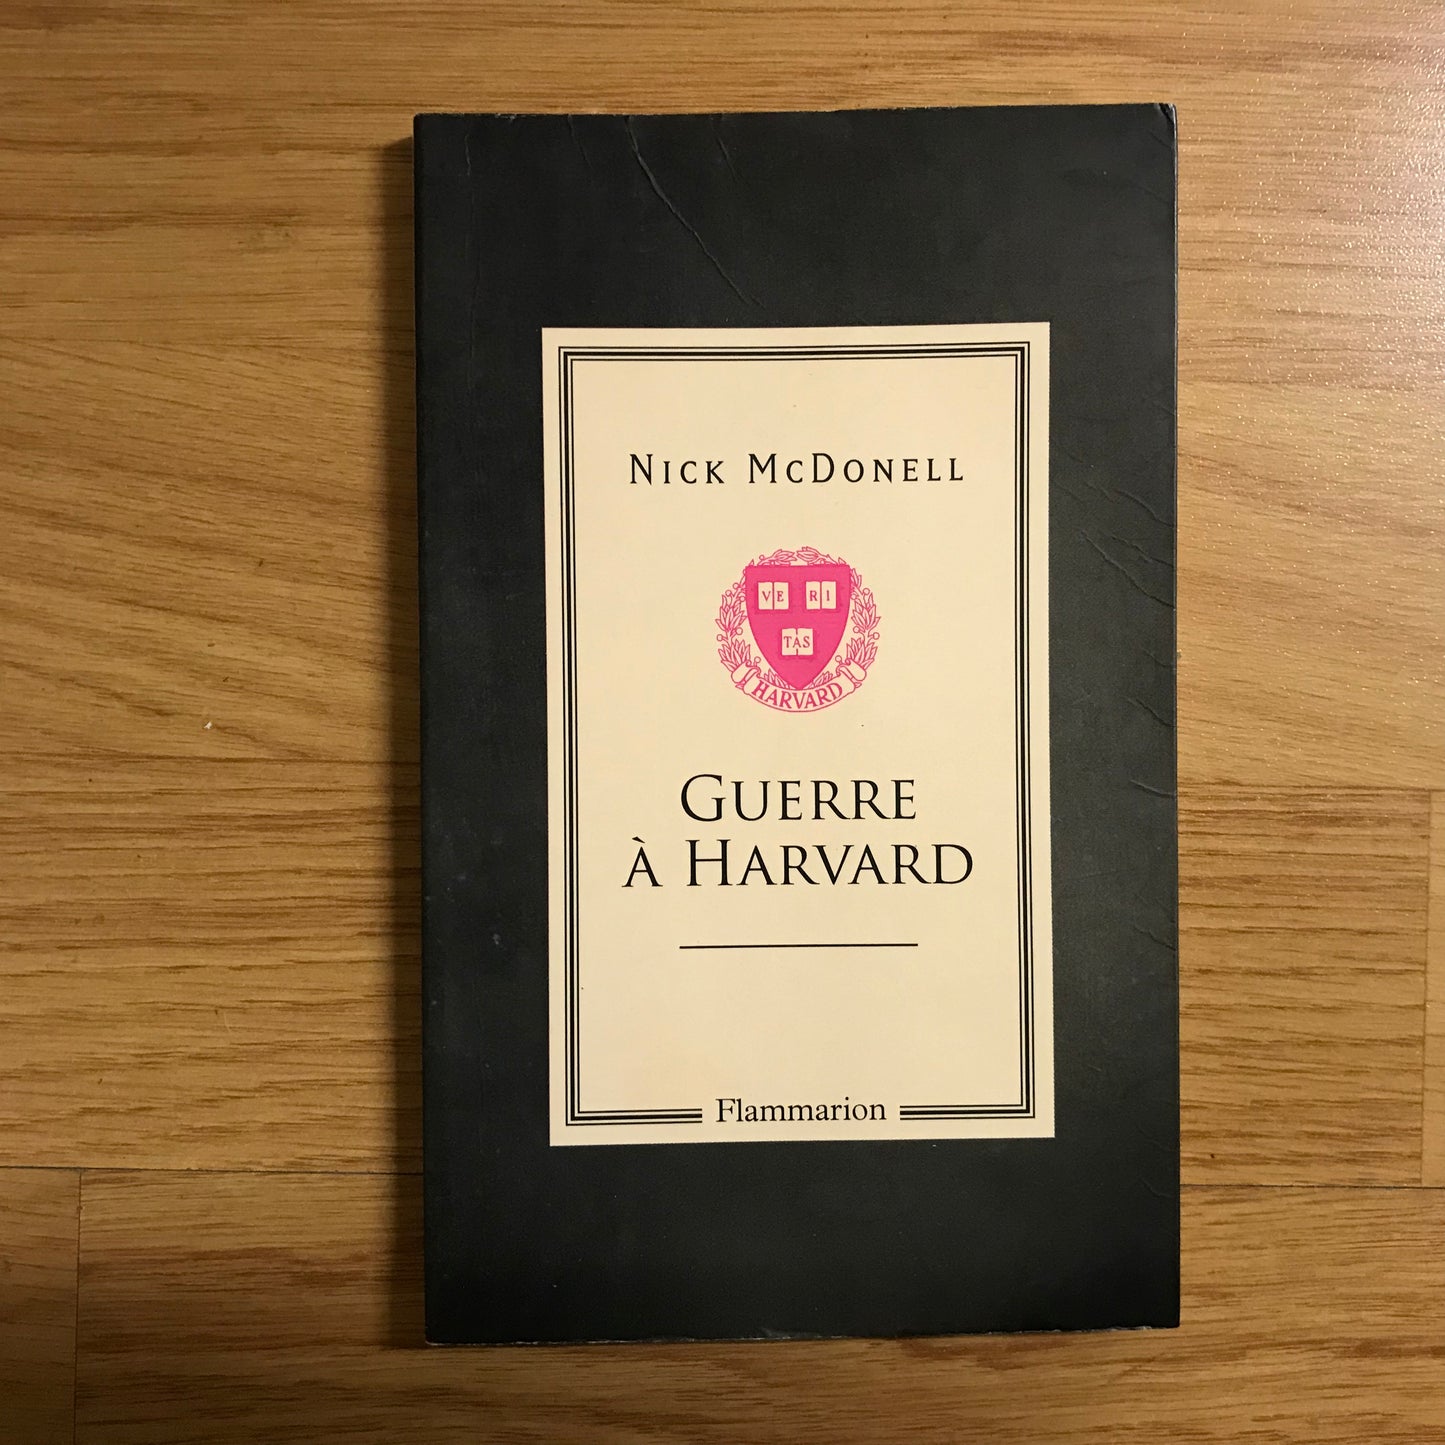 NICK MCDONELL
VE RI
TAS
HARVARD
GUERRE
À HARVARD
Flammarion